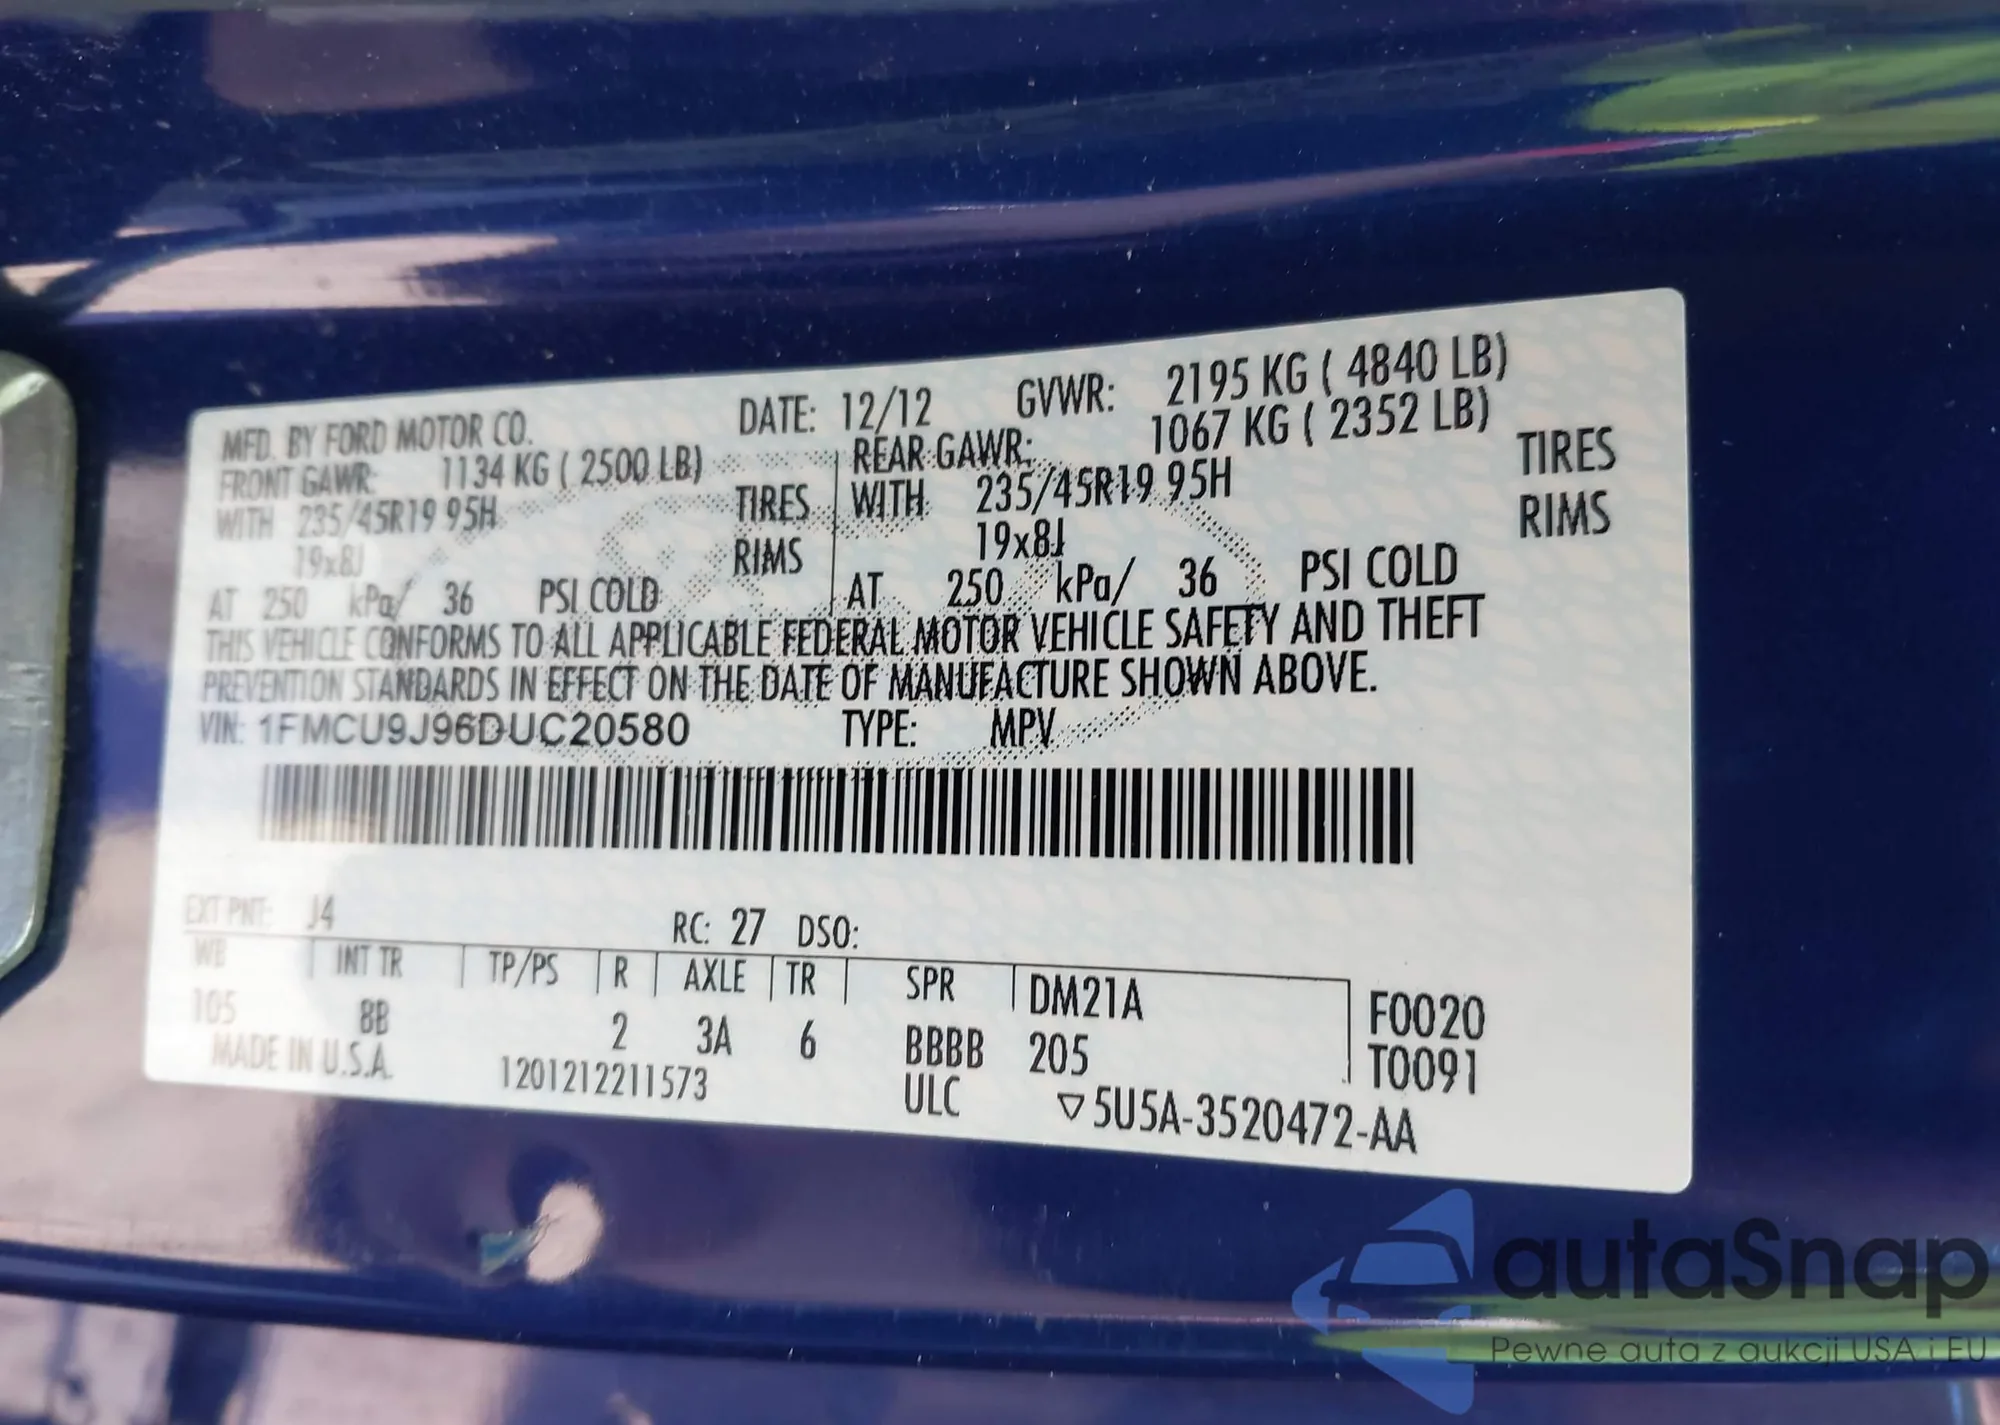 MFD. BY FORD MOTOR CO. DATE: 12/12 GVWR: 2195 KG ( 4840 LB)
FRONT GAWR: 1134 KG ( 2500 LB) REAR GAWR: 1067 KG ( 2352 LB)
WITH 235/45R19 95H TIRES WITH 235/45R19 95H TIRES
19x8J RIMS 19x8J RIMS
AT 250 kPa/ 36 PSI COLD AT 250 kPa/ 36 PSI COLD
THIS VEHICLE CONFORMS TO ALL APPLICABLE FEDERAL MOTOR VEHICLE SAFETY AND THEFT
PREVENTION STANDARDS IN EFFECT ON THE DATE OF MANUFACTURE SHOWN ABOVE.
VIN: 1FMCU9J96DUC20580 TYPE: MPV
EXT PNT: J4 RC: 27 DSO:
WB INT TR TP/PS R AXLE TR SPR DM21A F0020
105 8B 2 3A 6 BBBB 205 T0091
MADE IN U.S.A. 1201212211573 ULC ▽5U5A-3520472-AA
autaSnap
Pewne auta z aukcji USA i EU